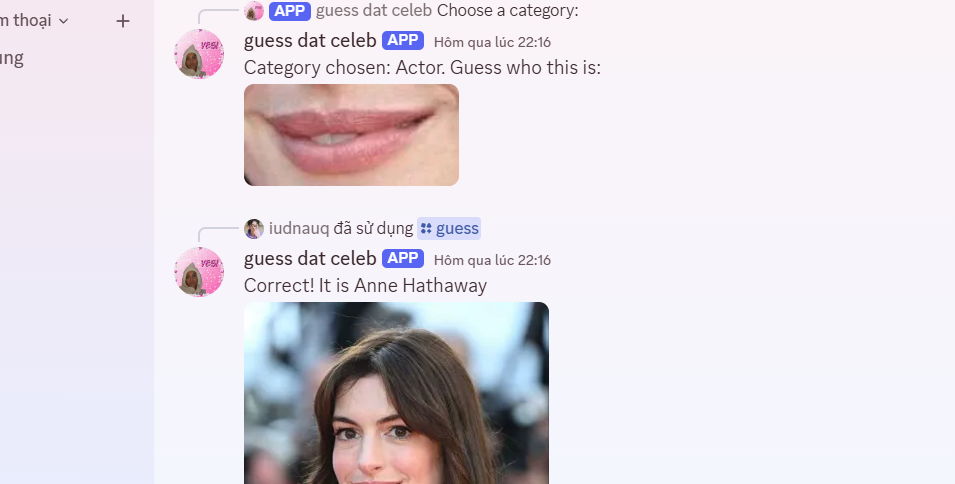 m thoại
ung
APP guess dat celeb Choose a category:
guess dat celeb APP Hôm qua lúc 22:16
Category chosen: Actor. Guess who this is:
iudnauq đã sử dụng guess
YES!
guess dat celeb APP Hôm qua lúc 22:16
Correct! It is Anne Hathaway
YES!